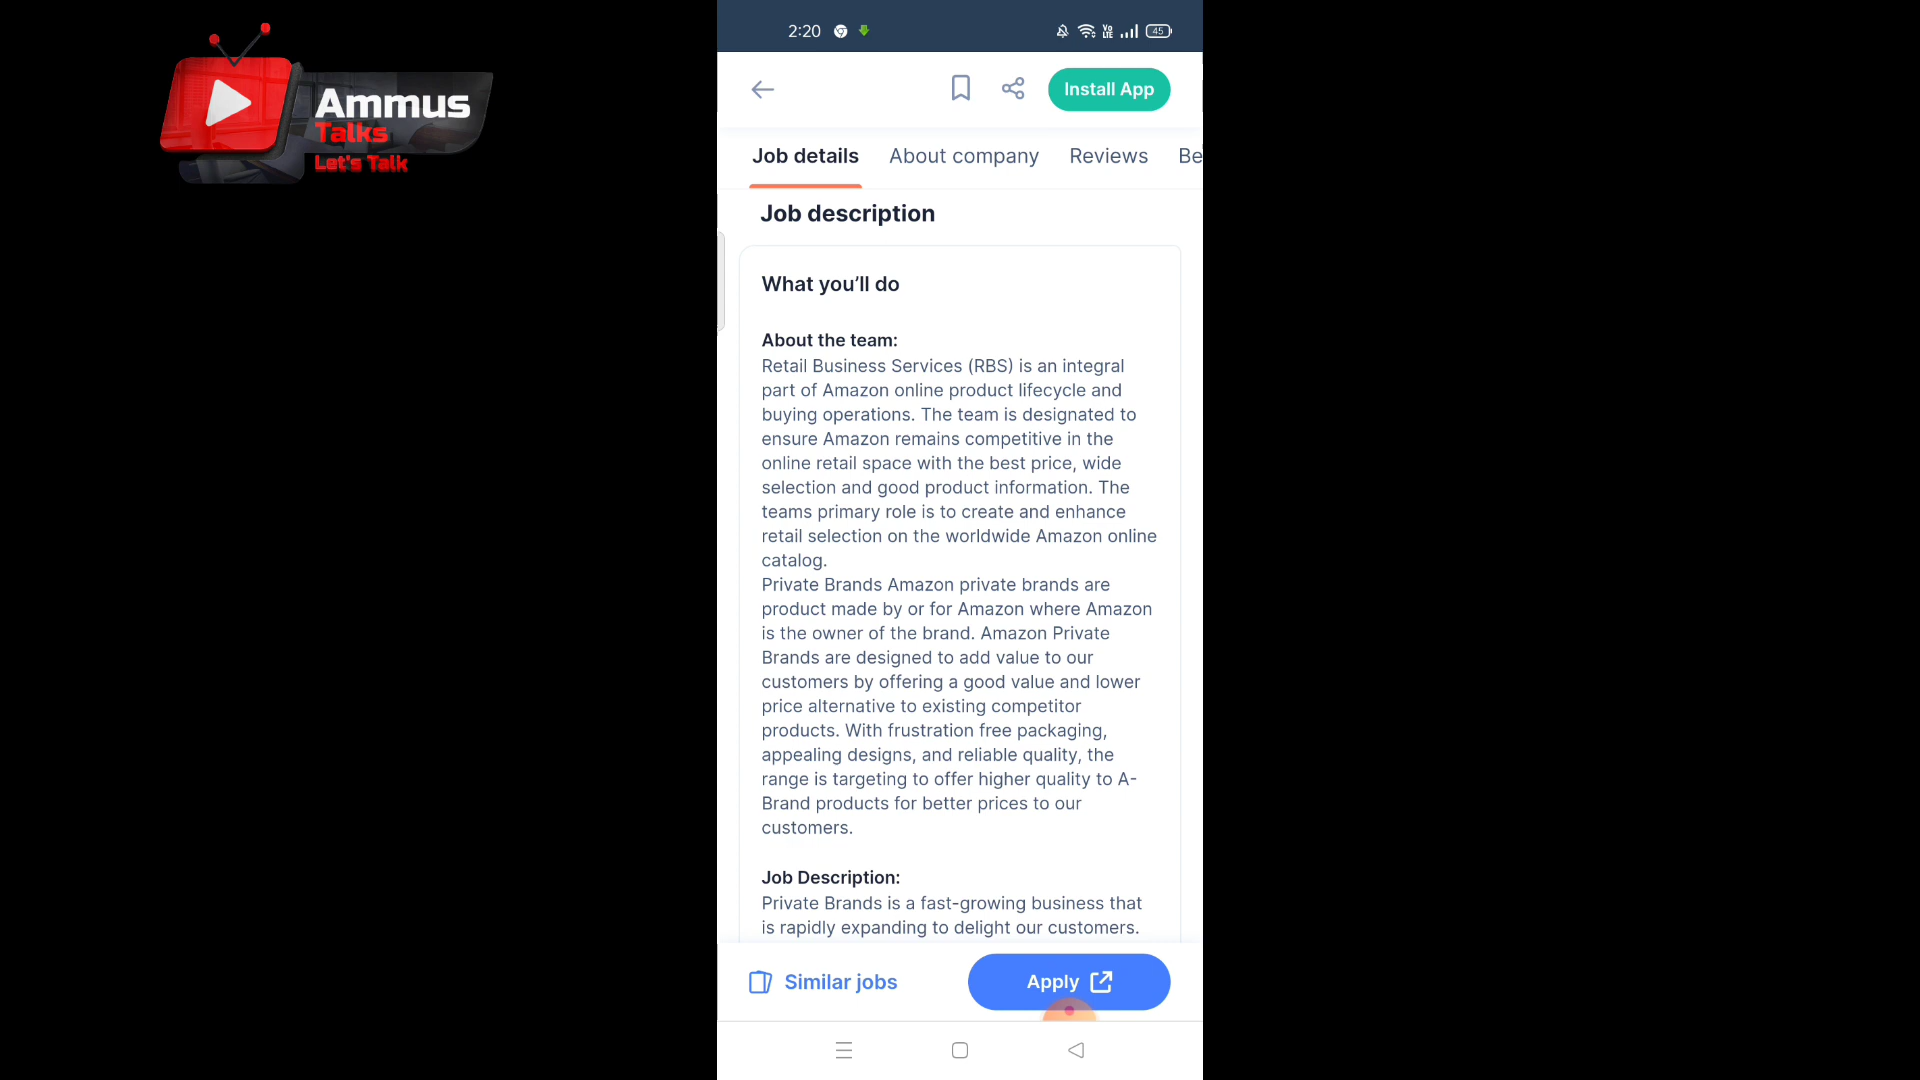 Ammus
Talks
Let's Talk
2:20
Vo
LTE
45
Install App
Job details About company Reviews Be
Job description
What you’ll do
About the team:
Retail Business Services (RBS) is an integral
part of Amazon online product lifecycle and
buying operations. The team is designated to
ensure Amazon remains competitive in the
online retail space with the best price, wide
selection and good product information. The
teams primary role is to create and enhance
retail selection on the worldwide Amazon online
catalog.
Private Brands Amazon private brands are
product made by or for Amazon where Amazon
is the owner of the brand. Amazon Private
Brands are designed to add value to our
customers by offering a good value and lower
price alternative to existing competitor
products. With frustration free packaging,
appealing designs, and reliable quality, the
range is targeting to offer higher quality to A-
Brand products for better prices to our
customers.
Job Description:
Private Brands is a fast-growing business that
is rapidly expanding to delight our customers.
Similar jobs
Apply